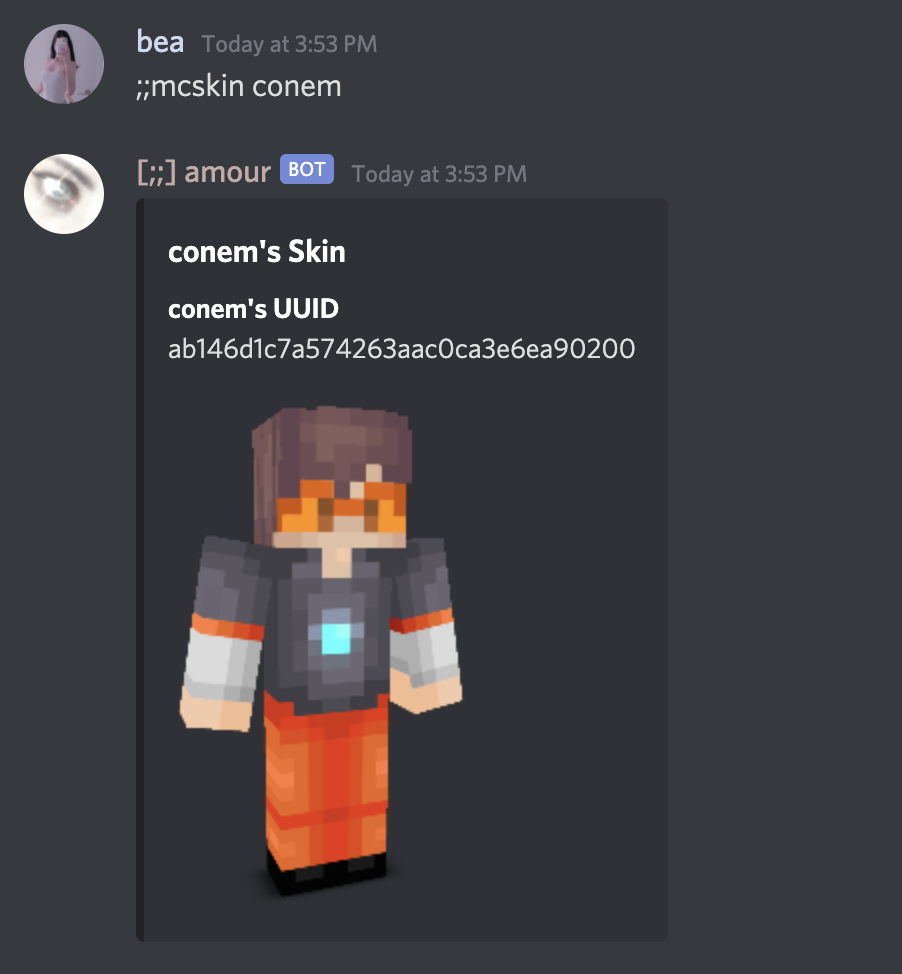 bea Today at 3:53 PM
;;mcskin conem
[;;] amour BOT Today at 3:53 PM
conem's Skin
conem's UUID
ab146d1c7a574263aac0ca3e6ea90200